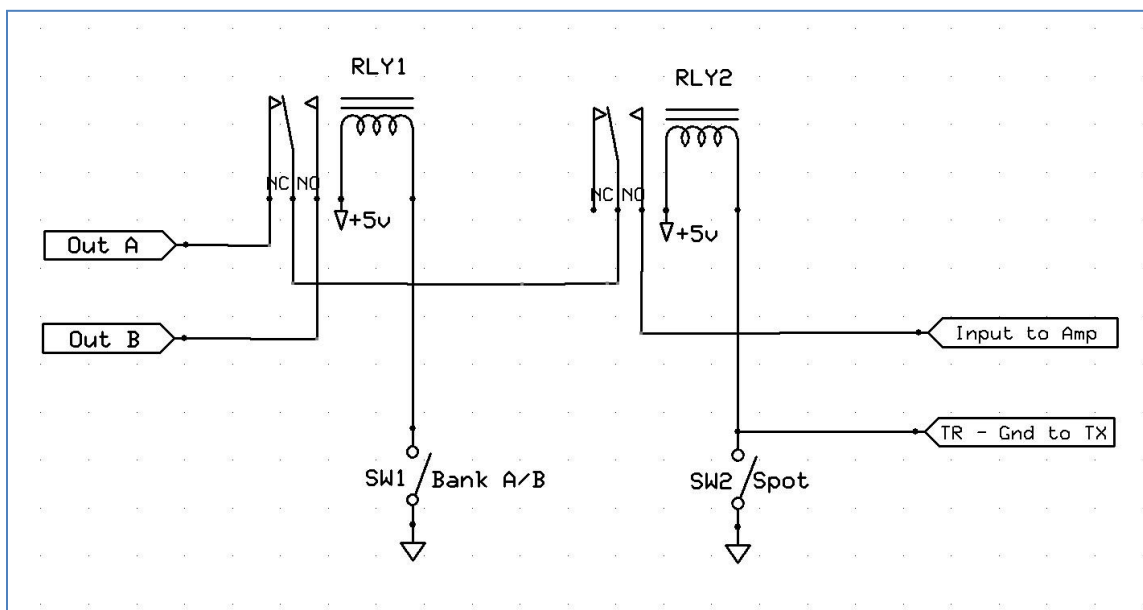 RLY1
RLY2
NC NO
NC NO
+5v
+5v
Out A
Out B
Input to Amp
TR - Gnd to TX
SW1 Bank A/B
SW2 Spot